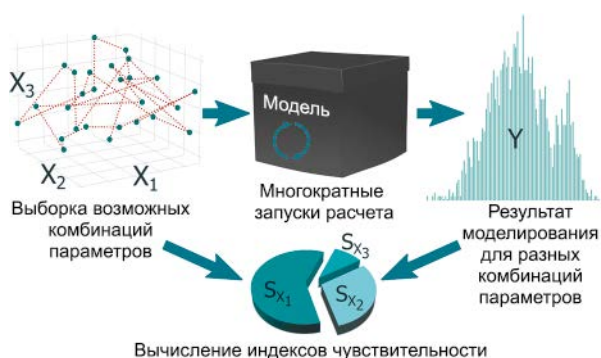 X3
X2
X1
Выборка возможных
комбинаций
параметров
Модель
Многократные
запуски расчета
Y
Результат
моделирования
для разных
комбинаций
параметров
SX3
SX1
SX2
Вычисление индексов чувствительности